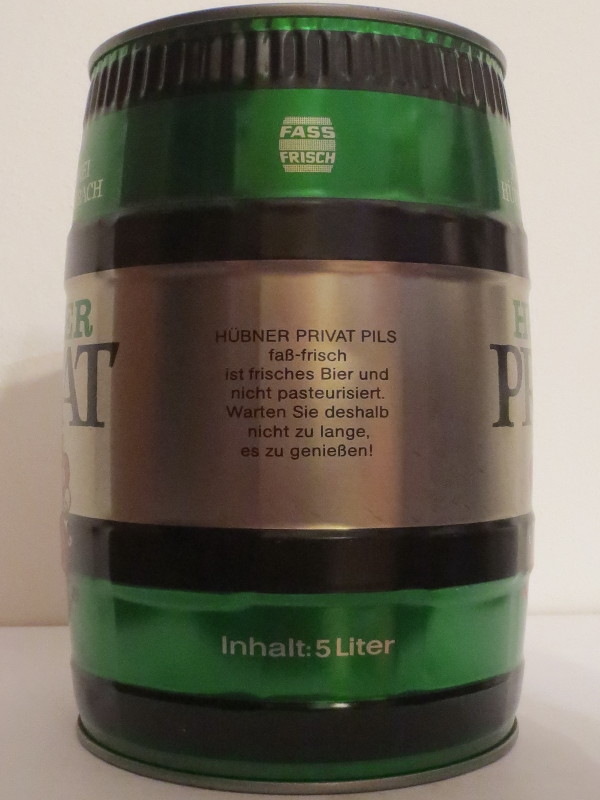 FASS
FRISCH
HÜBNER PRIVAT PILS
faß-frisch
ist frisches Bier und
nicht pasteurisiert.
Warten Sie deshalb
nicht zu lange,
es zu genießen!
Inhalt: 5 Liter